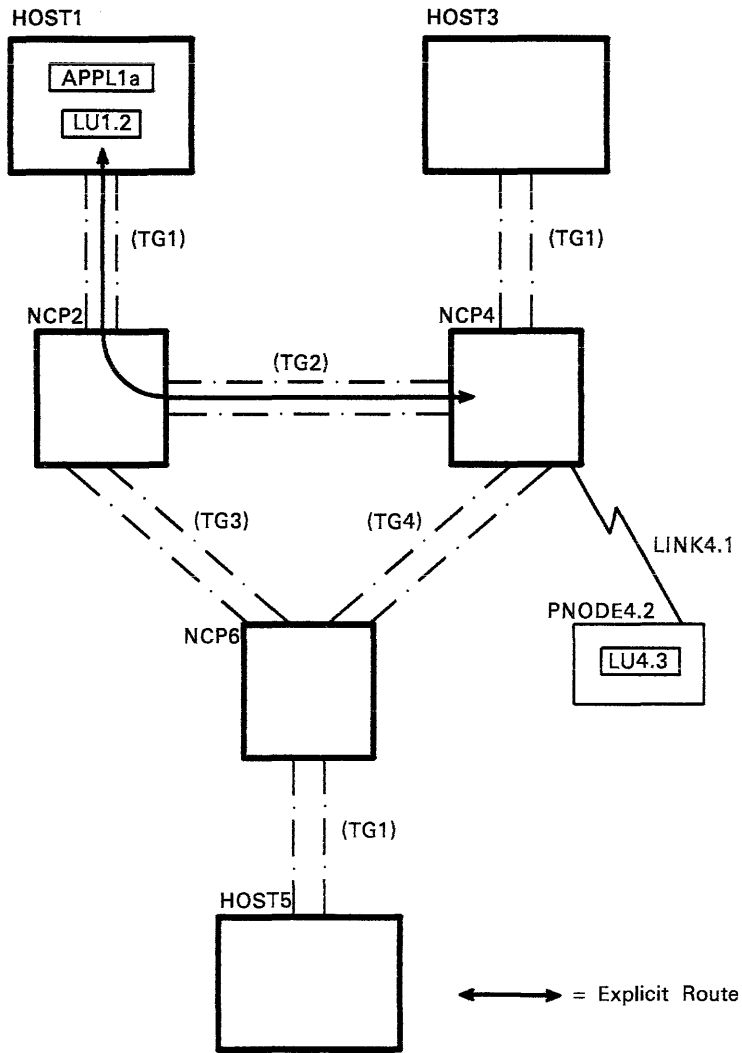 HOST1
HOST3
APPL1a
LU1.2
(TG1)
(TG1)
NCP2
NCP4
(TG2)
(TG3)
(TG4)
LINK4.1
PNODE4.2
NCP6
LU4.3
(TG1)
HOST5
= Explicit Route